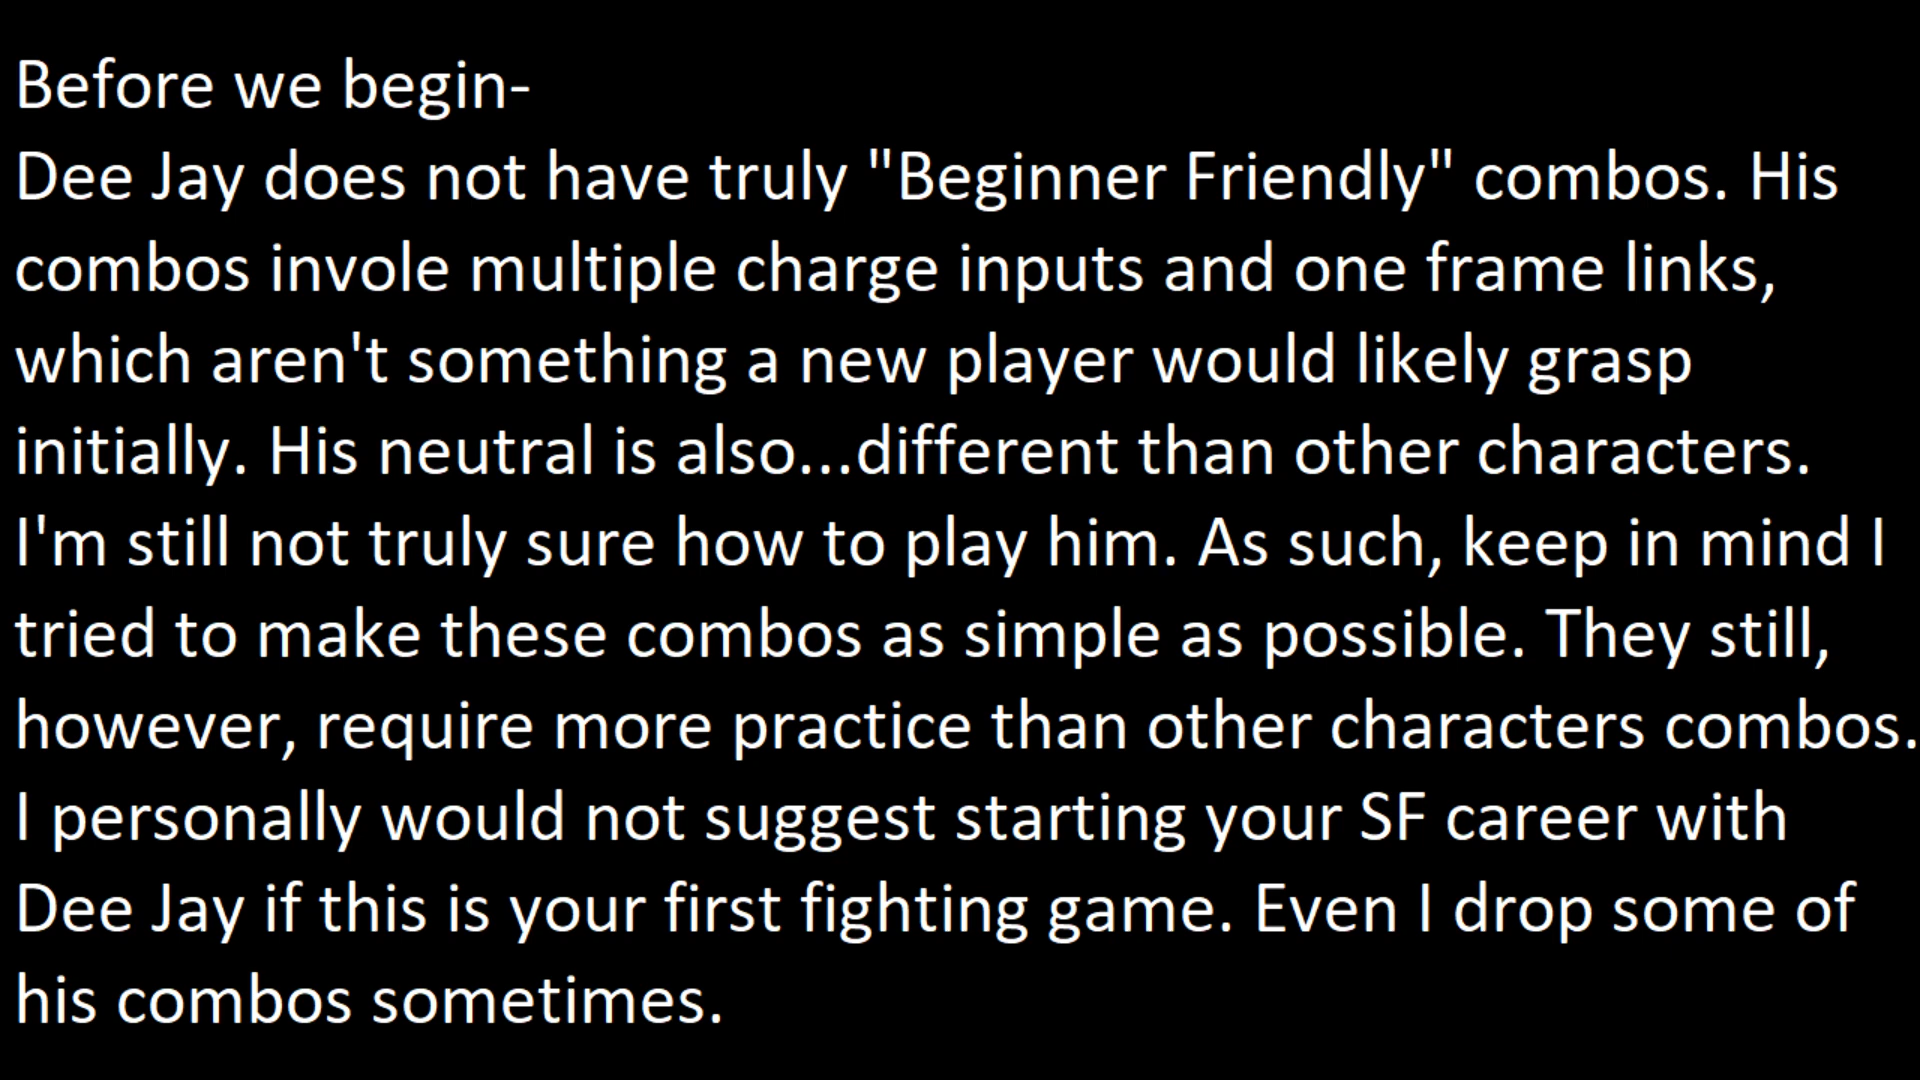 Before we begin-
Dee Jay does not have truly "Beginner Friendly" combos. His
combos invole multiple charge inputs and one frame links,
which aren't something a new player would likely grasp
initially. His neutral is also...different than other characters.
I'm still not truly sure how to play him. As such, keep in mind I
tried to make these combos as simple as possible. They still,
however, require more practice than other characters combos.
I personally would not suggest starting your SF career with
Dee Jay if this is your first fighting game. Even I drop some of
his combos sometimes.